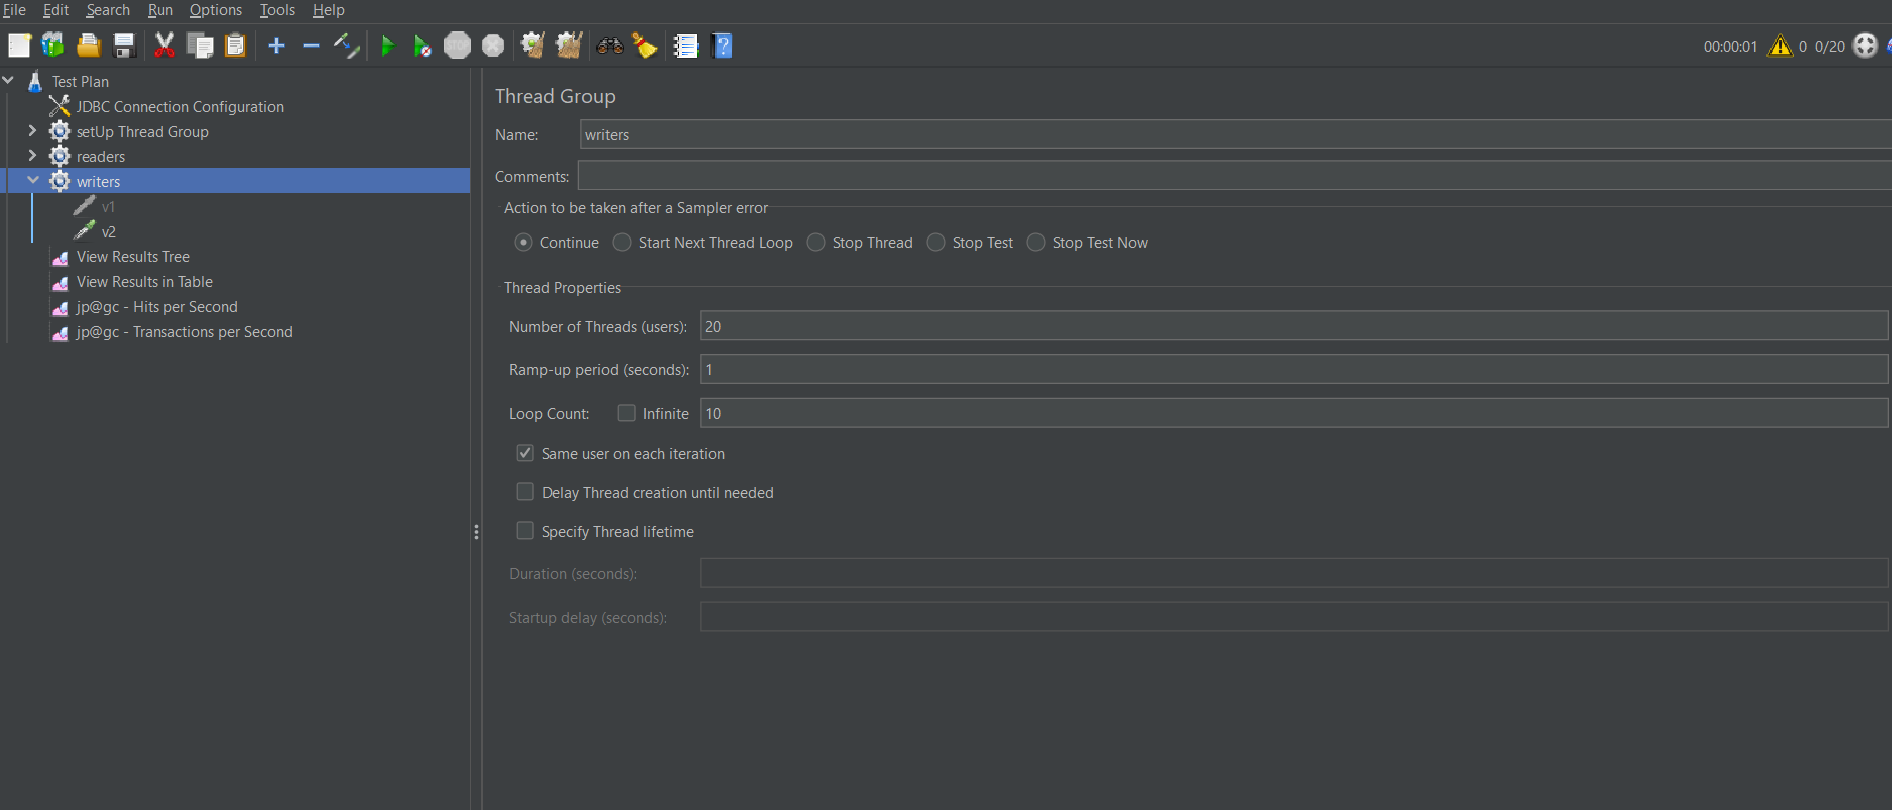 File Edit Search Run Options Tools Help
STOP
00:00:01 0 0/20
Test Plan
JDBC Connection Configuration
setUp Thread Group
readers
writers
v1
v2
View Results Tree
View Results in Table
jp@gc - Hits per Second
jp@gc - Transactions per Second
Thread Group
Name: writers
Comments:
Action to be taken after a Sampler error
Continue Start Next Thread Loop Stop Thread Stop Test Stop Test Now
Thread Properties
Number of Threads (users): 20
Ramp-up period (seconds): 1
Loop Count: Infinite 10
Same user on each iteration
Delay Thread creation until needed
Specify Thread lifetime
Duration (seconds):
Startup delay (seconds):